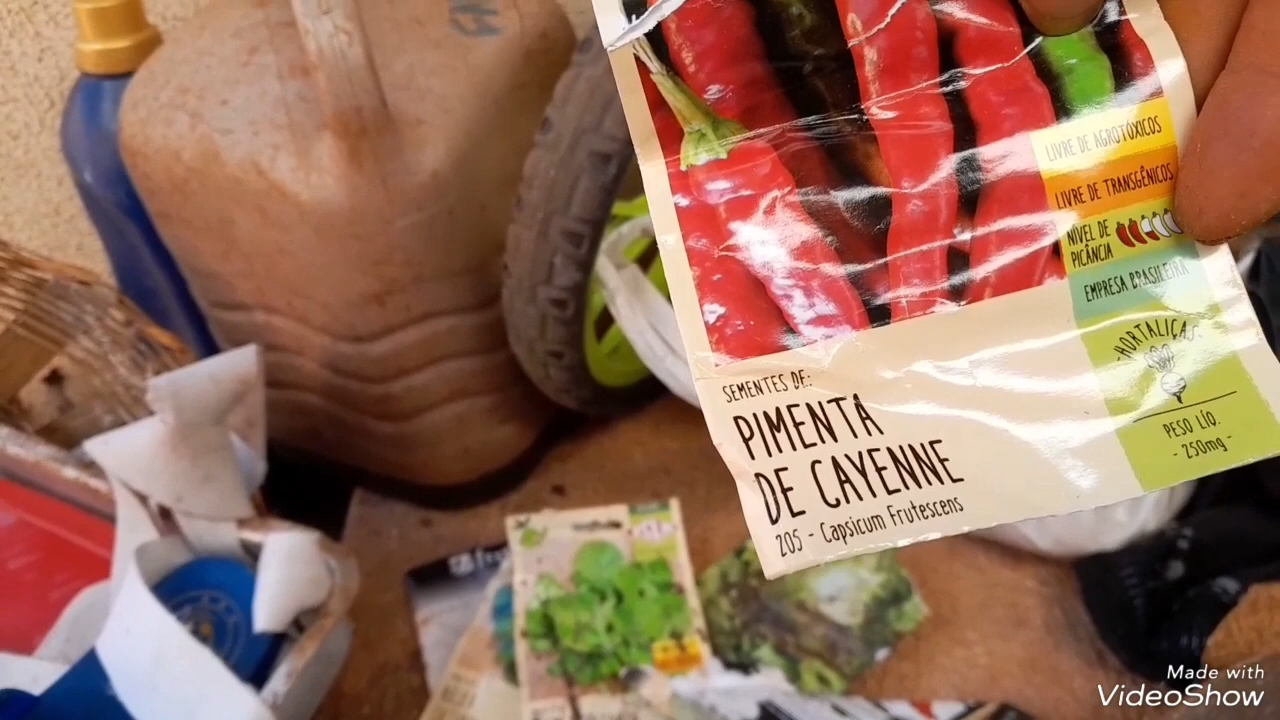 LIVRE DE AGROTÓXICOS
LIVRE DE TRANSGÊNICOS
NÍVEL DE
PICÂNCIA
EMPRESA BRASILEIRA
HORTALIÇAS
PESO LÍQ.
- 250mg -
SEMENTES DE:
PIMENTA
DE CAYENNE
205 - Capsicum Frutescens
Made with
VideoShow